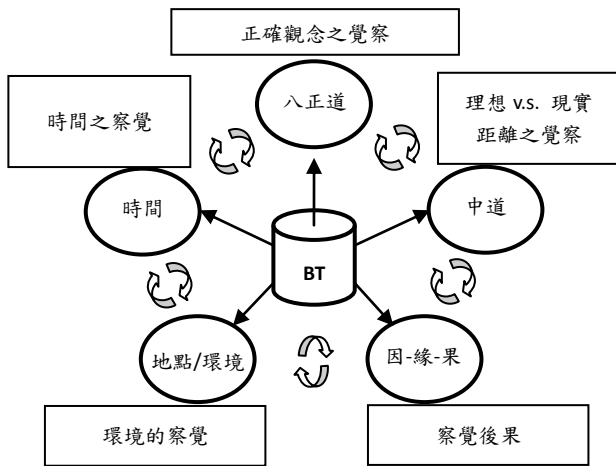 正確觀念之覺察
八正道
時間之察覺
理想 v.s. 現實
距離之覺察
時間
中道
BT
地點/環境
因-緣-果
環境的察覺
察覺後果